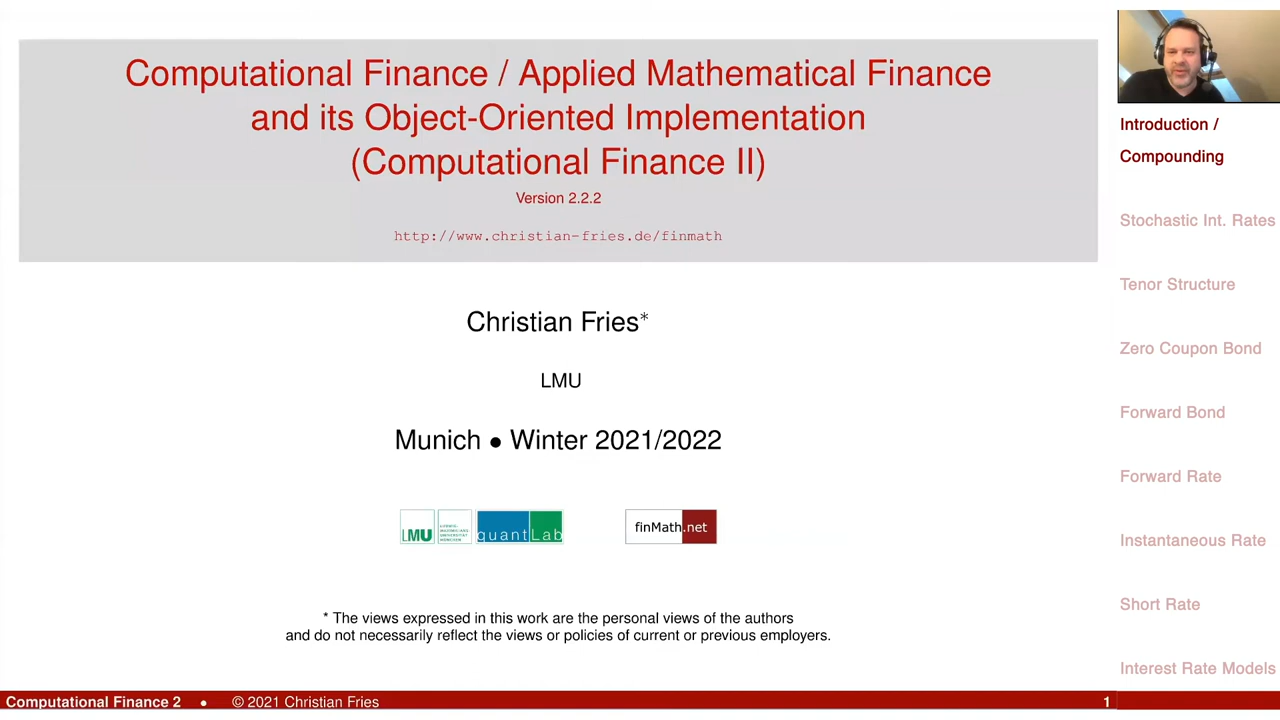 Computational Finance / Applied Mathematical Finance
and its Object-Oriented Implementation
(Computational Finance II)
Version 2.2.2
http://www.christian-fries.de/finmath
Christian Fries*
LMU
Munich • Winter 2021/2022
LMU
LUDWIG-
MAXIMILIANS-
UNIVERSITÄT
MÜNCHEN
quantLab
finMath.net
* The views expressed in this work are the personal views of the authors
and do not necessarily reflect the views or policies of current or previous employers.
Introduction /
Compounding
Stochastic Int. Rates
Tenor Structure
Zero Coupon Bond
Forward Bond
Forward Rate
Instantaneous Rate
Short Rate
Interest Rate Models
Computational Finance 2 • © 2021 Christian Fries 1